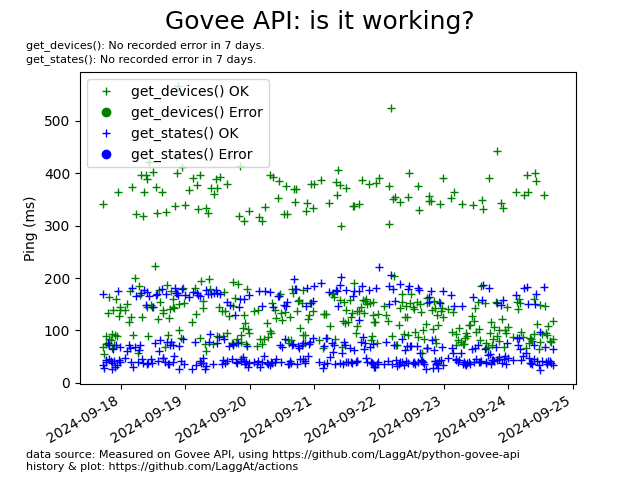 Govee API: is it working?
get_devices(): No recorded error in 7 days.
get_states(): No recorded error in 7 days.
get_devices() OK
get_devices() Error
get_states() OK
get_states() Error
Ping (ms)
500
400
300
200
100
0
2024-09-18
2024-09-19
2024-09-20
2024-09-21
2024-09-22
2024-09-23
2024-09-24
2024-09-25
data source: Measured on Govee API, using https://github.com/LaggAt/python-govee-api
history & plot: https://github.com/LaggAt/actions